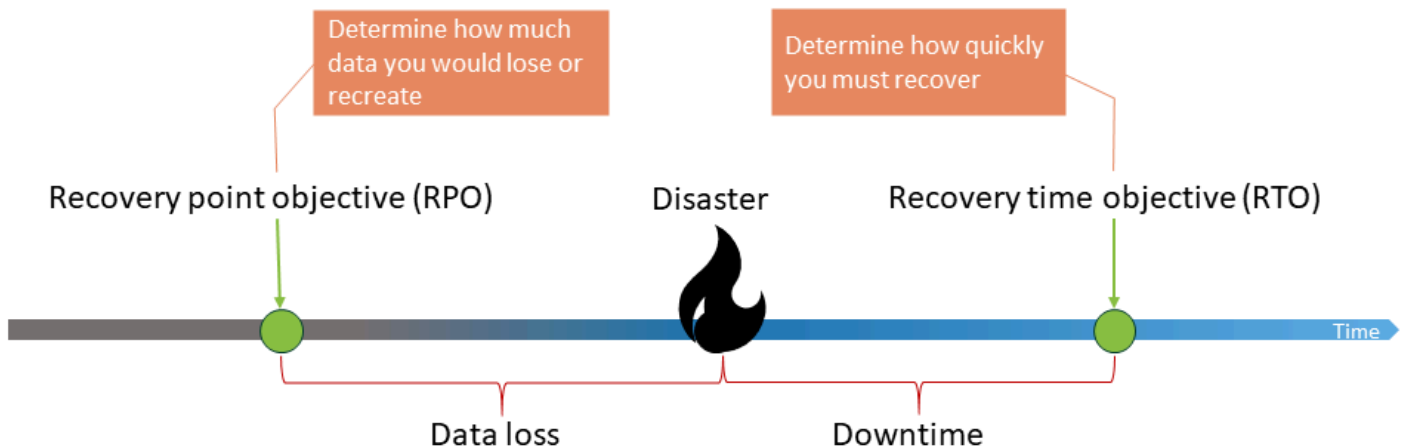 Determine how much
data you would lose or
recreate
Determine how quickly
you must recover
Recovery point objective (RPO)
Disaster
Recovery time objective (RTO)
Time
Data loss
Downtime